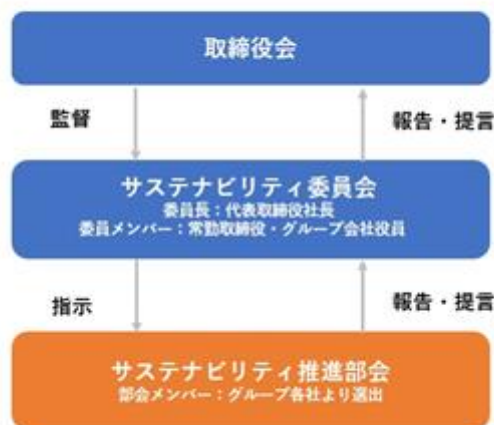 取締役会
監督
報告・提言
サステナビリティ委員会
委員長：代表取締役社長
委員メンバー：常勤取締役・グループ会社役員
指示
報告・提言
サステナビリティ推進部会
部会メンバー：グループ各社より選出